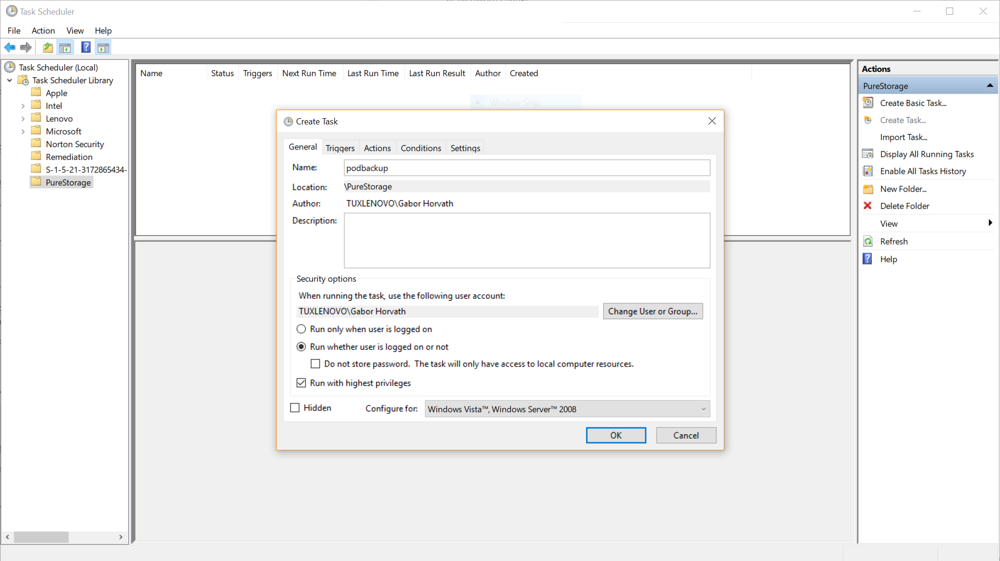 Task Scheduler
File Action View Help
Task Scheduler (Local)
Task Scheduler Library
Apple
Intel
Lenovo
Microsoft
Norton Security
Remediation
S-1-5-21-3172865434-
PureStorage
Name Status Triggers Next Run Time Last Run Time Last Run Result Author Created
Window Snip
Create Task
General Triggers Actions Conditions Settings
Name: podbackup
Location: \PureStorage
Author: TUXLENOVO\Gabor Horvath
Description:
Security options
When running the task, use the following user account:
TUXLENOVO\Gabor Horvath Change User or Group...
Run only when user is logged on
Run whether user is logged on or not
Do not store password. The task will only have access to local computer resources.
Run with highest privileges
Hidden Configure for: Windows Vista™, Windows Server™ 2008
OK Cancel
Actions
PureStorage
Create Basic Task...
Create Task...
Import Task...
Display All Running Tasks
Enable All Tasks History
New Folder...
Delete Folder
View
Refresh
Help